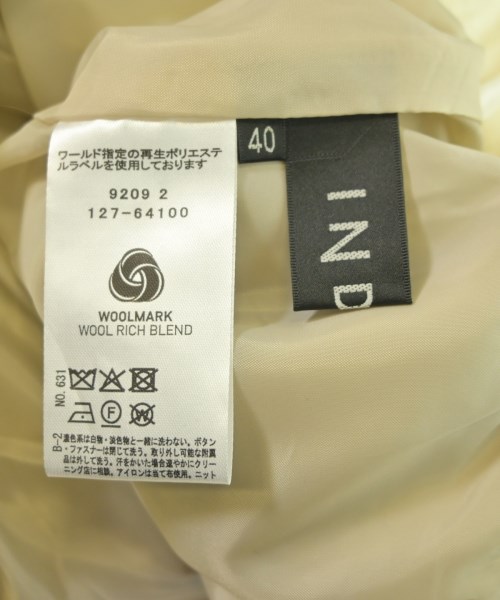 ワールド指定の再生ポリエステ
ルラベルを使用しております
9209 2
127-64100
WOOLMARK
WOOL RICH BLEND
F
W
B-2 NO. 631
濃色系は白物・淡色物と一緒に洗わない。ボタン
・ファスナーは閉じて洗う。取り外し可能な附属
品は外して洗う。汗をかいた場合速やかにクリー
ニング店に相談。アイロンは当て布使用。ニット
40
IND